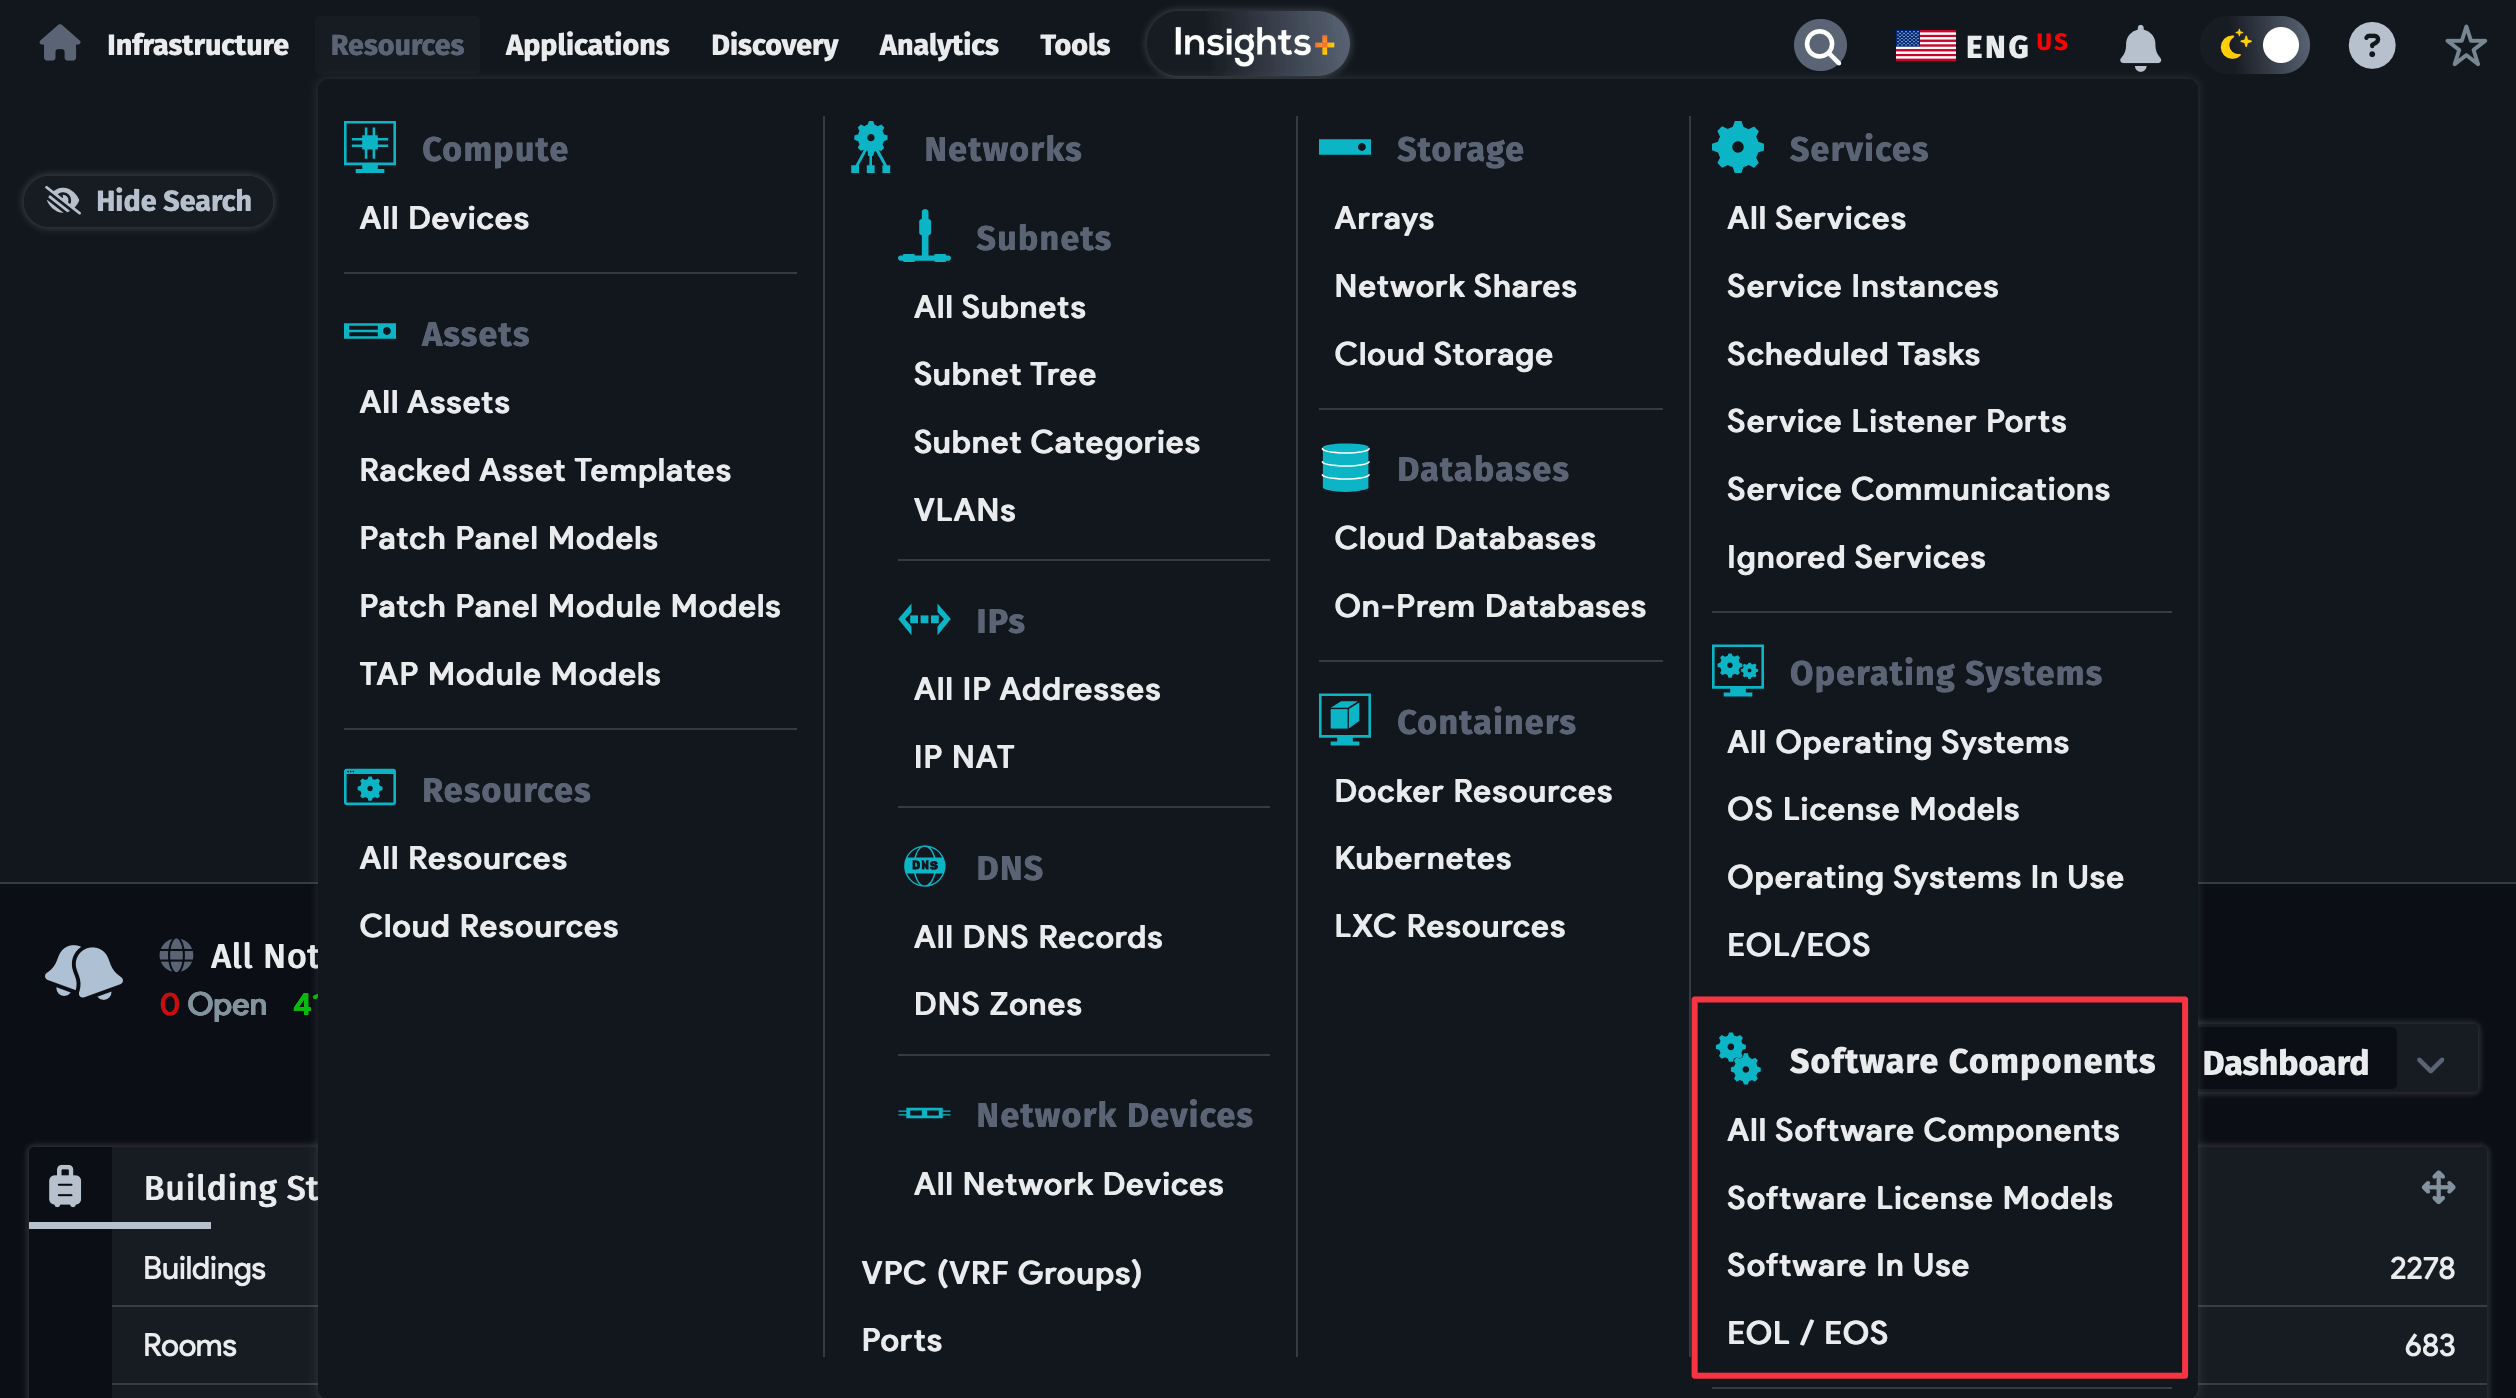 Infrastructure
Resources
Applications
Discovery
Analytics
Tools
Insights+
ENG US
?
Hide Search
Compute
All Devices
Assets
All Assets
Racked Asset Templates
Patch Panel Models
Patch Panel Module Models
TAP Module Models
Resources
All Resources
Cloud Resources
Networks
Subnets
All Subnets
Subnet Tree
Subnet Categories
VLANs
IPs
All IP Addresses
IP NAT
DNS
DNS
All DNS Records
DNS Zones
Network Devices
All Network Devices
VPC (VRF Groups)
Ports
Storage
Arrays
Network Shares
Cloud Storage
Databases
Cloud Databases
On-Prem Databases
Containers
Docker Resources
Kubernetes
LXC Resources
Services
All Services
Service Instances
Scheduled Tasks
Service Listener Ports
Service Communications
Ignored Services
Operating Systems
All Operating Systems
OS License Models
Operating Systems In Use
EOL/EOS
Software Components
All Software Components
Software License Models
Software In Use
EOL / EOS
All Not
0 Open 41
Dashboard
Building St
Buildings
2278
Rooms
683